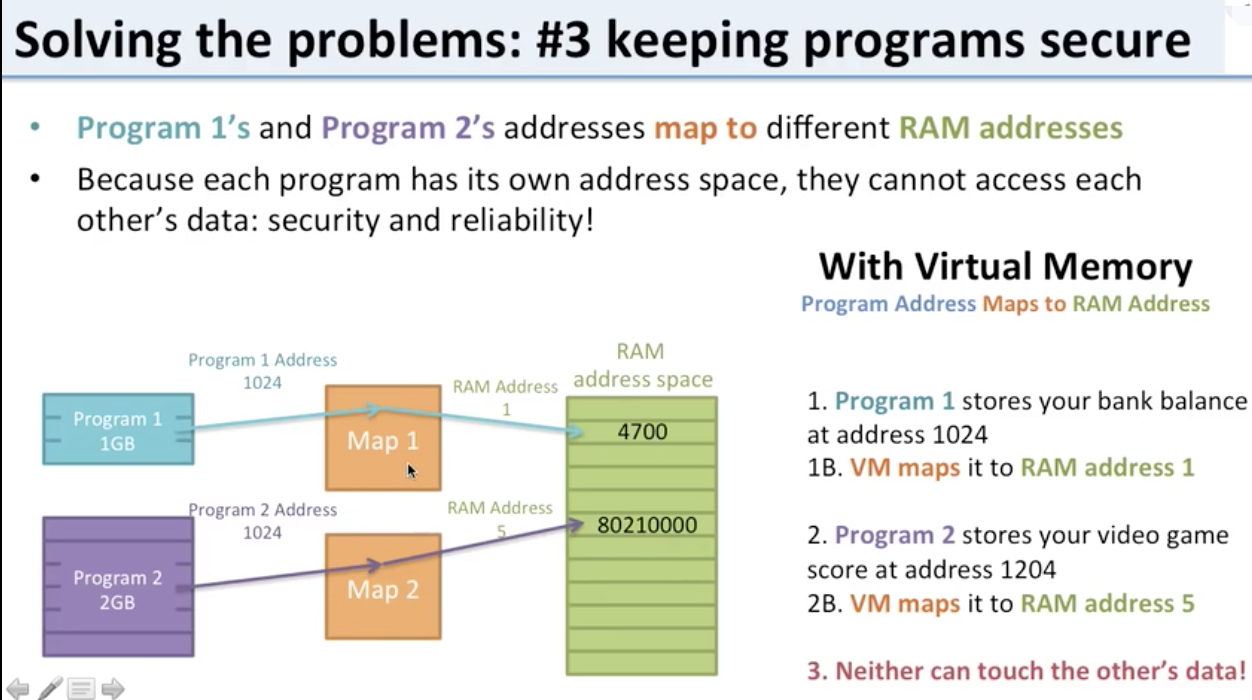 Solving the problems: #3 keeping programs secure
• Program 1's and Program 2's addresses map to different RAM addresses
• Because each program has its own address space, they cannot access each
other's data: security and reliability!
With Virtual Memory
Program Address Maps to RAM Address
Program 1 Address
1024
RAM Address
1
RAM
address space
Program 1
1GB
Map 1
4700
Program 2 Address
1024
RAM Address
5
80210000
Program 2
2GB
Map 2
1. Program 1 stores your bank balance
at address 1024
1B. VM maps it to RAM address 1
2. Program 2 stores your video game
score at address 1204
2B. VM maps it to RAM address 5
3. Neither can touch the other's data!